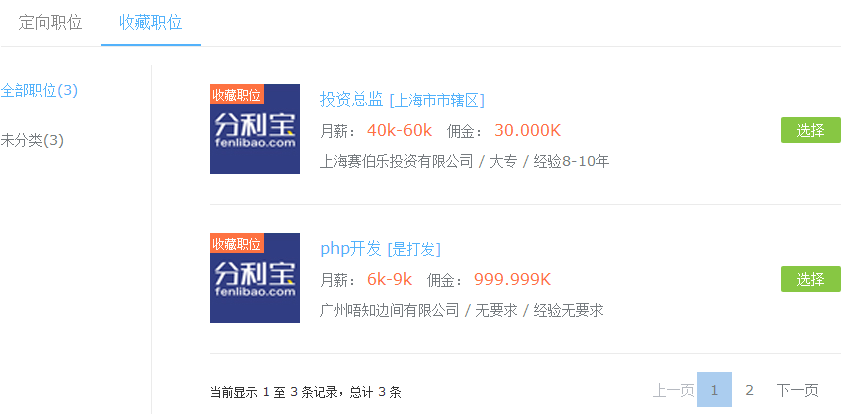 定向职位 收藏职位
全部职位(3)
未分类(3)
收藏职位
分利宝
fenlibao.com
投资总监 [上海市市辖区]
月薪： 40k-60k 佣金： 30.000K
选择
上海赛伯乐投资有限公司 / 大专 / 经验8-10年
收藏职位
分利宝
fenlibao.com
php开发 [是打发]
月薪： 6k-9k 佣金： 999.999K
选择
广州唔知边间有限公司 / 无要求 / 经验无要求
当前显示 1 至 3 条记录，总计 3 条
上一页 1 2 下一页